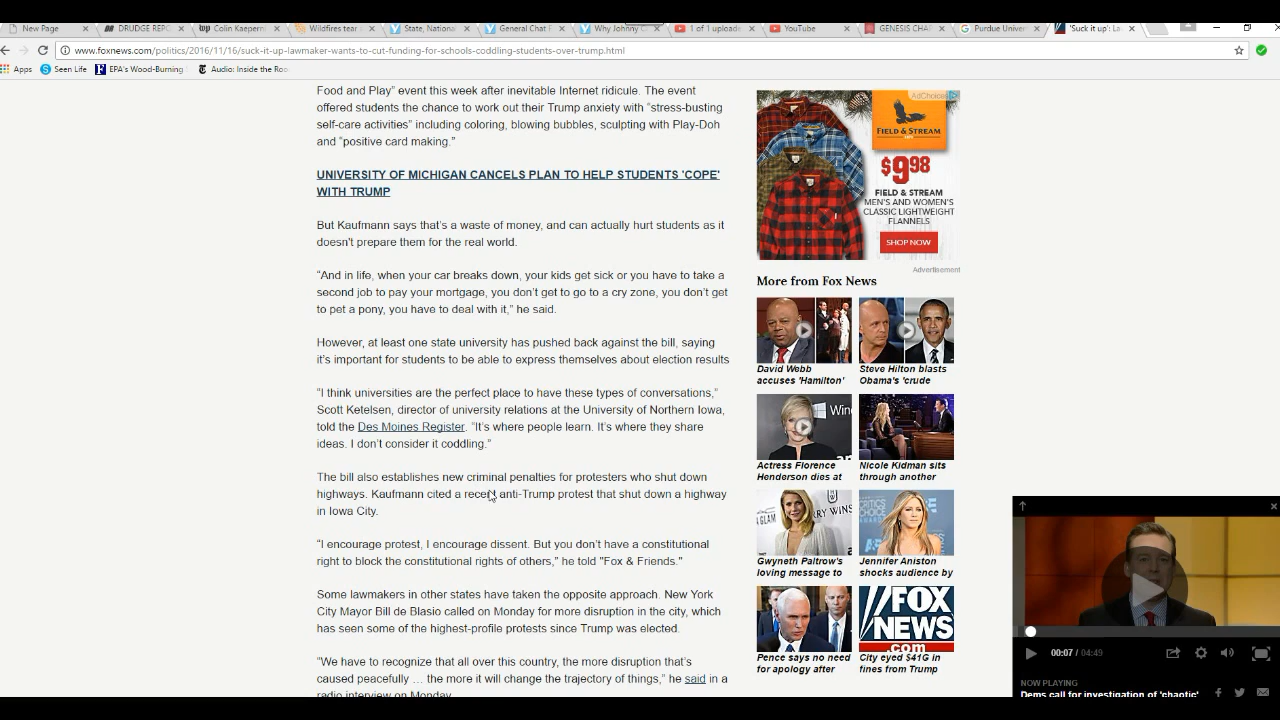 New Page
DRUDGE REPO
Colin Kaepern
Wildfires tear
State, National
General Chat F
Why Johnny C
1 of 1 uploade
YouTube
GENESIS CHA
Purdue Univer
'Suck it up': La
www.foxnews.com/politics/2016/11/16/suck-it-up-lawmaker-wants-to-cut-funding-for-schools-coddling-students-over-trump.html
Apps
Seen Life
EPA's Wood-Burning
Audio: Inside the Roo
Food and Play" event this week after inevitable Internet ridicule. The event
offered students the chance to work out their Trump anxiety with “stress-busting
self-care activities” including coloring, blowing bubbles, sculpting with Play-Doh
and “positive card making.”
UNIVERSITY OF MICHIGAN CANCELS PLAN TO HELP STUDENTS 'COPE'
WITH TRUMP
But Kaufmann says that’s a waste of money, and can actually hurt students as it
doesn't prepare them for the real world.
“And in life, when your car breaks down, your kids get sick or you have to take a
second job to pay your mortgage, you don’t get to go to a cry zone, you don’t get
to pet a pony, you have to deal with it,” he said.
However, at least one state university has pushed back against the bill, saying
it’s important for students to be able to express themselves about election results
“I think universities are the perfect place to have these types of conversations,”
Scott Ketelsen, director of university relations at the University of Northern Iowa,
told the Des Moines Register. “It’s where people learn. It’s where they share
ideas. I don’t consider it coddling.”
The bill also establishes new criminal penalties for protesters who shut down
highways. Kaufmann cited a recent anti-Trump protest that shut down a highway
in Iowa City.
“I encourage protest, I encourage dissent. But you don’t have a constitutional
right to block the constitutional rights of others,” he told "Fox & Friends."
Some lawmakers in other states have taken the opposite approach. New York
City Mayor Bill de Blasio called on Monday for more disruption in the city, which
has seen some of the highest-profile protests since Trump was elected.
“We have to recognize that all over this country, the more disruption that’s
caused peacefully … the more it will change the trajectory of things,” he said in a
radio interview on Monday.
AdChoices
FIELD & STREAM
$9.98
FIELD & STREAM
MEN'S AND WOMEN'S
CLASSIC LIGHTWEIGHT
FLANNELS
SHOP NOW
Advertisement
More from Fox News
David Webb
accuses 'Hamilton'
Steve Hilton blasts
Obama's 'crude
Win
Actress Florence
Henderson dies at
Nicole Kidman sits
through another
GLAM
RRY WINS
CRITICS
CHOICE
AWARDS
Gwyneth Paltrow's
loving message to
Jennifer Aniston
shocks audience by
FOX
NEWS
.com
Pence says no need
for apology after
City eyed $41G in
fines from Trump
00:07 / 04:49
NOW PLAYING
Dems call for investigation of 'chaotic'